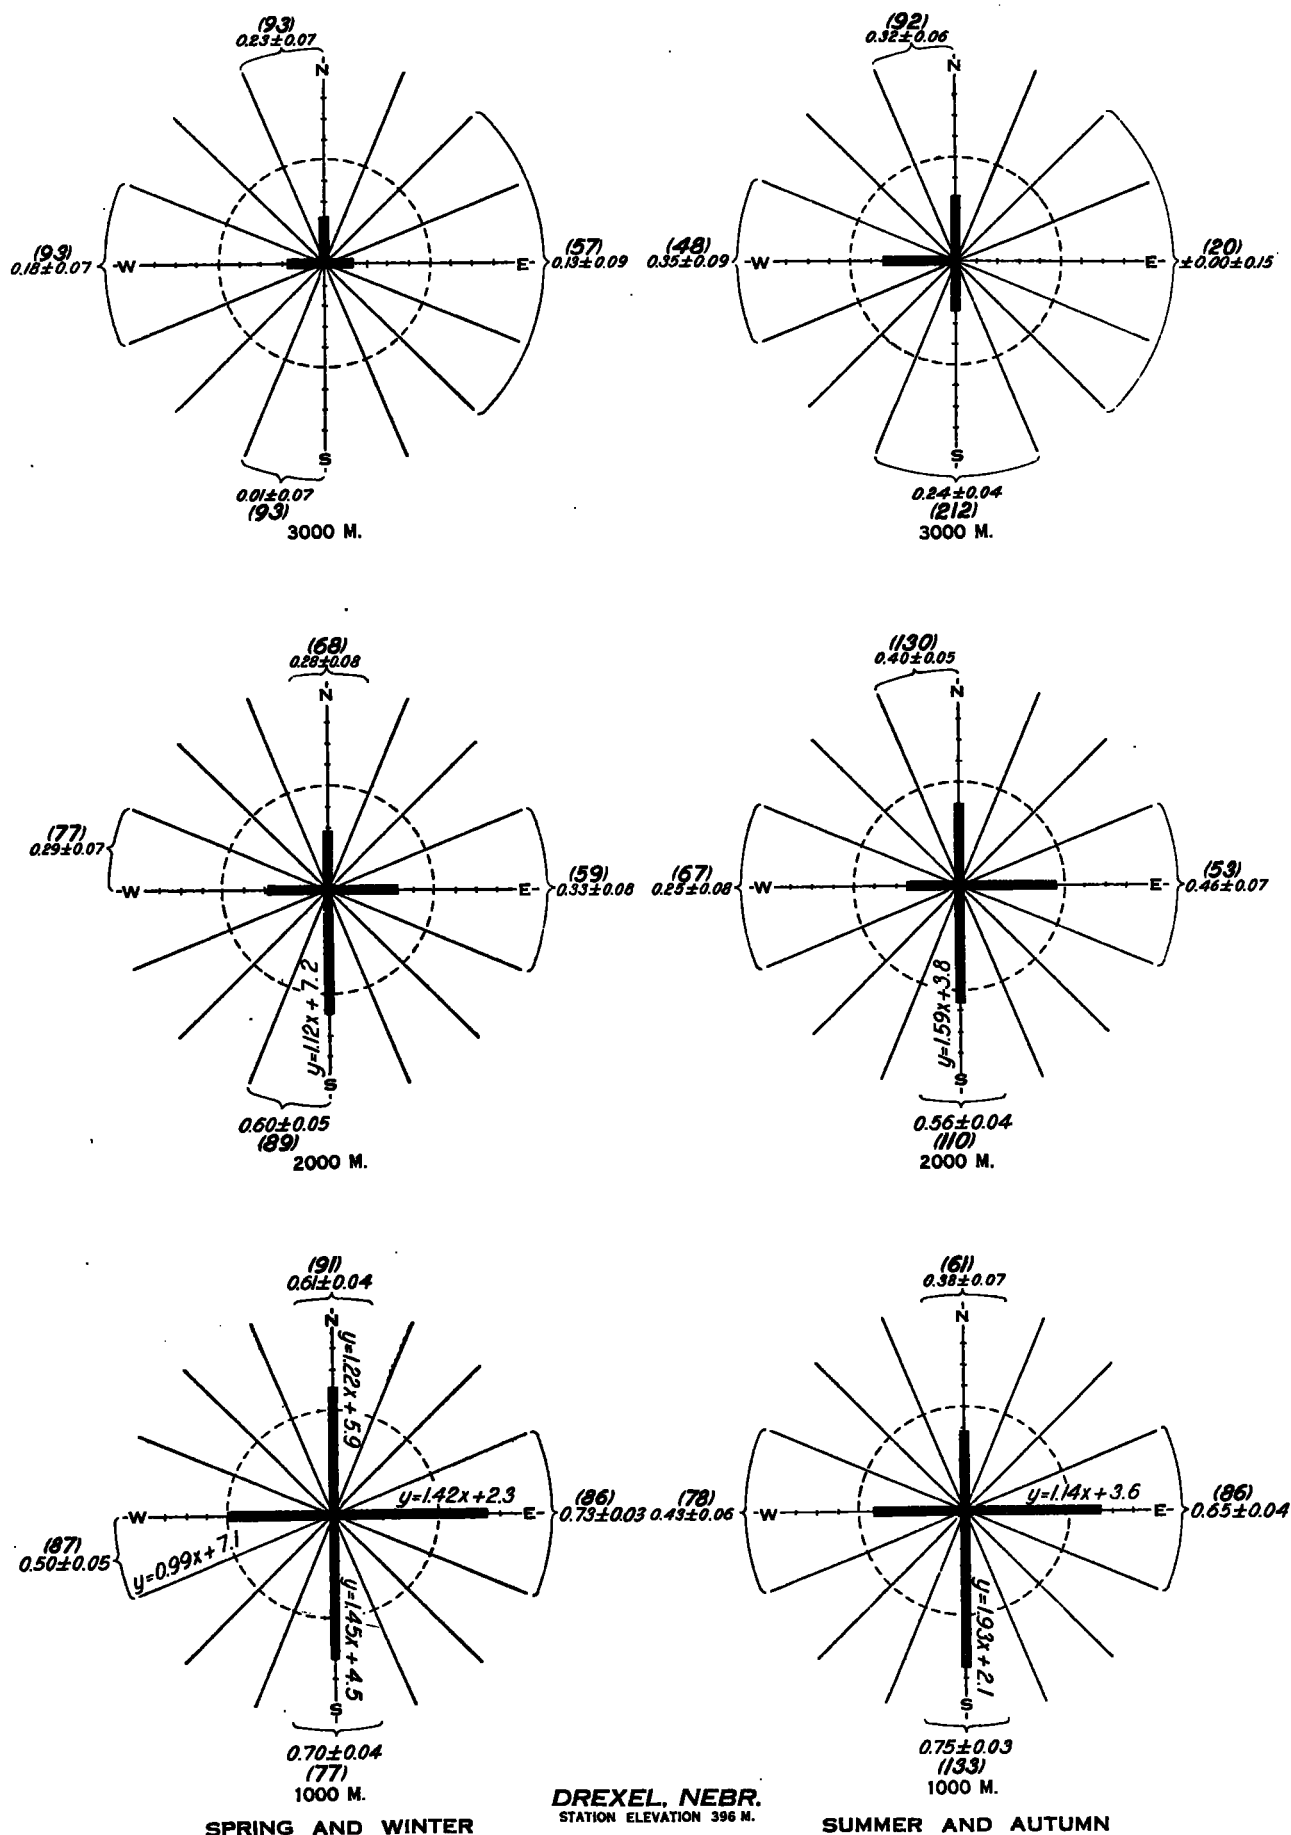 (93)
0.23±0.07
N
(93)
0.18±0.07
W
E
(57)
0.13±0.09
S
0.01±0.07
(93)
3000 M.
(92)
0.32±0.06
N
(48)
0.35±0.09
W
E
(20)
±0.00±0.15
S
0.24±0.04
(212)
3000 M.
(68)
0.28±0.08
N
(77)
0.29±0.07
W
E
(59)
0.33±0.08
y=1.12x+7.2
S
0.60±0.05
(89)
2000 M.
(130)
0.40±0.05
N
(67)
0.25±0.08
W
E
(53)
0.46±0.07
y=1.59x+3.8
S
0.56±0.04
(110)
2000 M.
(91)
0.61±0.04
N
y=1.22x+5.9
y=1.42x+2.3
W
E
(86)
0.73±0.03
(87)
0.50±0.05
y=0.99x+7.1
y=1.45x+4.5
S
0.70±0.04
(77)
1000 M.
SPRING AND WINTER
(61)
0.38±0.07
N
(78)
0.43±0.06
W
y=1.14x+3.6
E
(86)
0.65±0.04
y=1.93x+2.1
S
0.75±0.03
(133)
1000 M.
SUMMER AND AUTUMN
DREXEL, NEBR.
STATION ELEVATION 396 M.